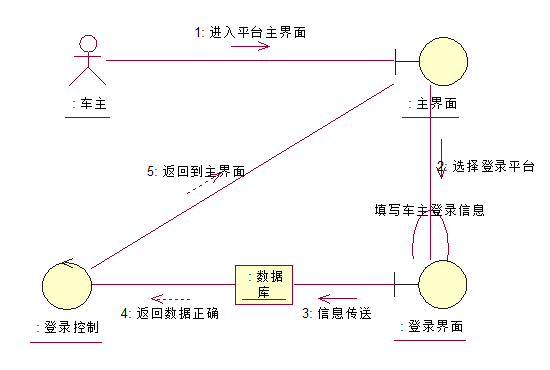 1: 进入平台主界面
: 车主
: 主界面
2: 选择登录平台
5: 返回到主界面
填写车主登录信息
: 数据
库
4: 返回数据正确
3: 信息传送
: 登录控制
: 登录界面